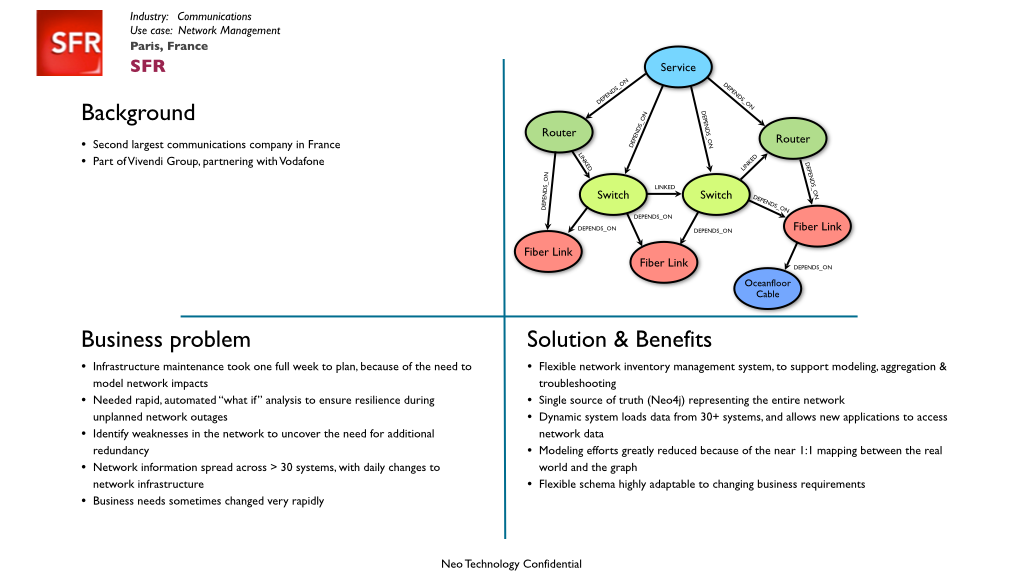 SFR
Industry: Communications
Use case: Network Management
Paris, France
SFR
Background
• Second largest communications company in France
• Part of Vivendi Group, partnering with Vodafone
Service
DEPENDS_ON
DEPENDS_ON
DEPENDS_ON
DEPENDS_ON
Router
Router
LINKED
LINKED
DEPENDS_ON
DEPENDS_ON
Switch
LINKED
Switch
DEPENDS_ON
DEPENDS_ON
DEPENDS_ON
DEPENDS_ON
Fiber Link
Fiber Link
Fiber Link
DEPENDS_ON
Oceanfloor
Cable
Business problem
• Infrastructure maintenance took one full week to plan, because of the need to
model network impacts
• Needed rapid, automated “what if” analysis to ensure resilience during
unplanned network outages
• Identify weaknesses in the network to uncover the need for additional
redundancy
• Network information spread across > 30 systems, with daily changes to
network infrastructure
• Business needs sometimes changed very rapidly
Solution & Benefits
• Flexible network inventory management system, to support modeling, aggregation &
troubleshooting
• Single source of truth (Neo4j) representing the entire network
• Dynamic system loads data from 30+ systems, and allows new applications to access
network data
• Modeling efforts greatly reduced because of the near 1:1 mapping between the real
world and the graph
• Flexible schema highly adaptable to changing business requirements
Neo Technology Confidential